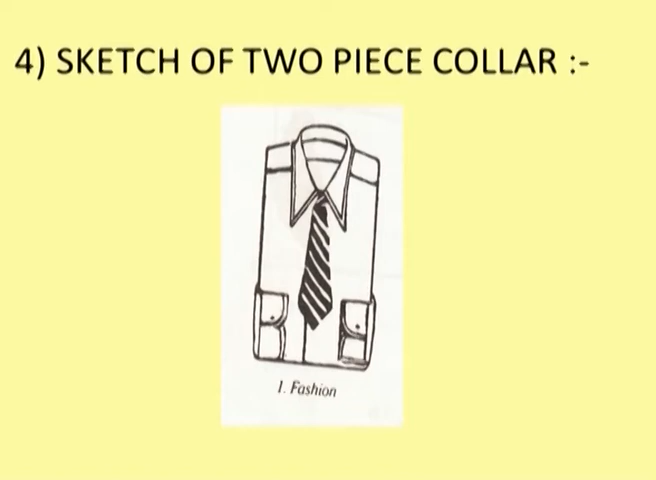 4) SKETCH OF TWO PIECE COLLAR :-
1. Fashion